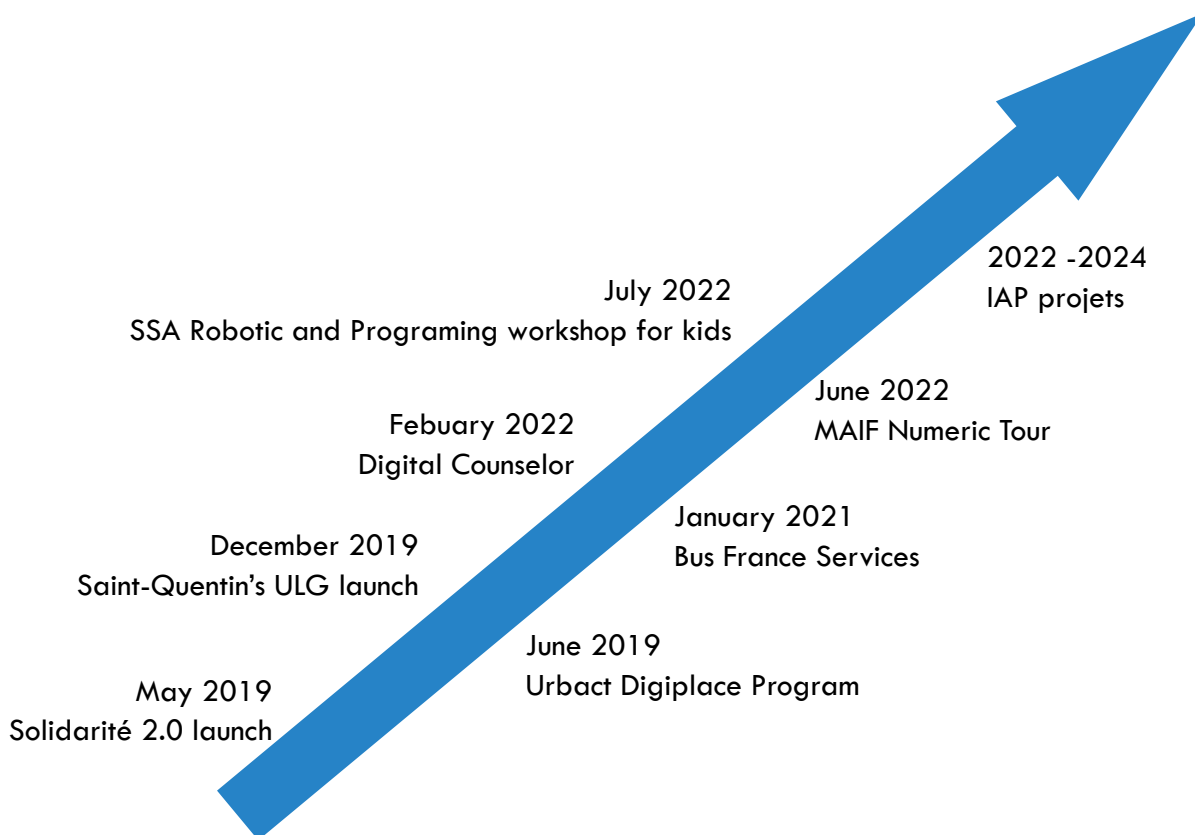 2022 -2024
IAP projets
July 2022
SSA Robotic and Programing workshop for kids
June 2022
MAIF Numeric Tour
Febuary 2022
Digital Counselor
January 2021
Bus France Services
December 2019
Saint-Quentin’s ULG launch
June 2019
Urbact Digiplace Program
May 2019
Solidarité 2.0 launch